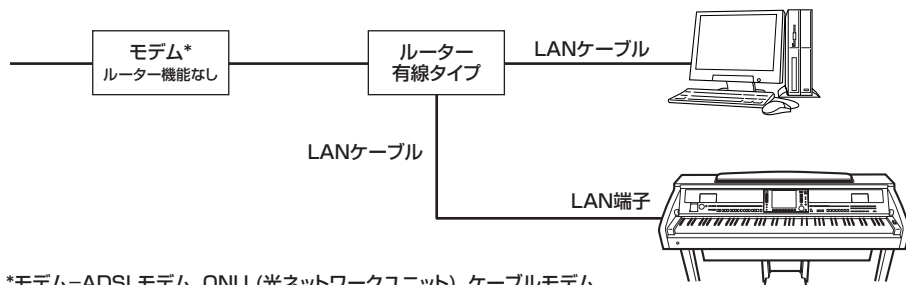 モデム*
ルーター機能なし
ルーター
有線タイプ
LANケーブル
LANケーブル
LAN端子
*モデム=ADSLモデム、ONU (光ネットワークユニット)、ケーブルモデム